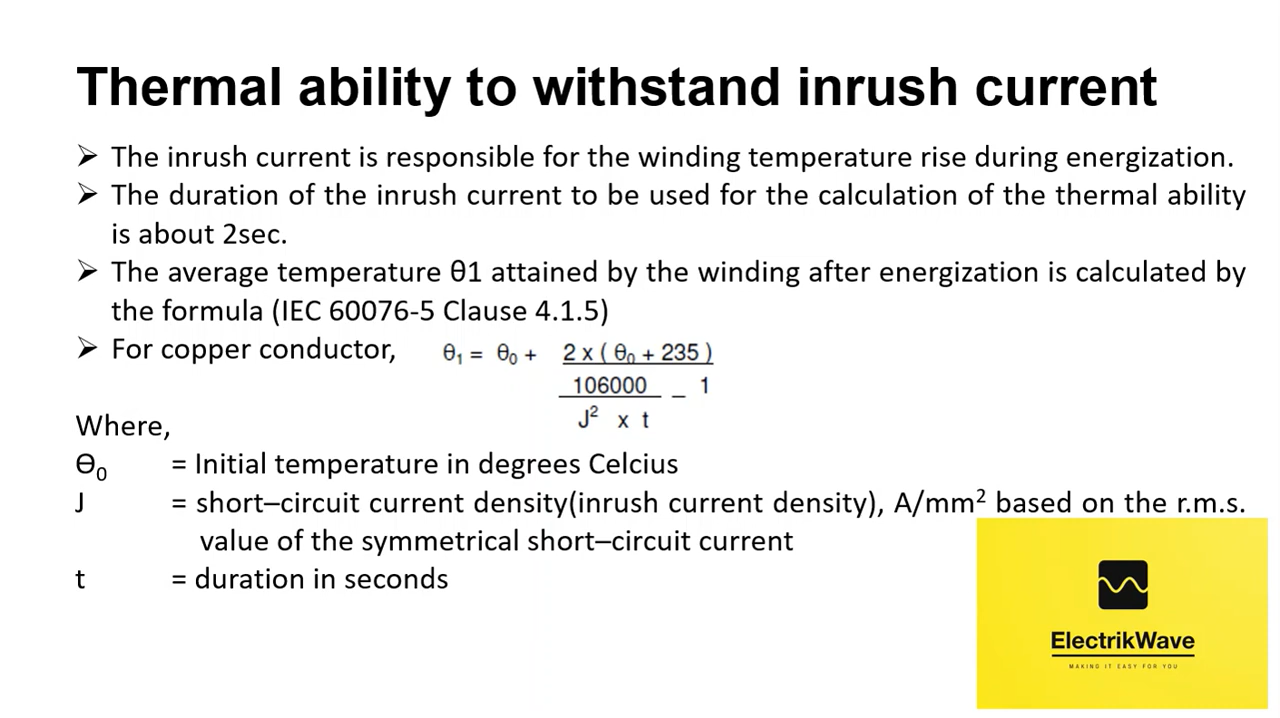 Thermal ability to withstand inrush current
➢ The inrush current is responsible for the winding temperature rise during energization.
➢ The duration of the inrush current to be used for the calculation of the thermal ability
is about 2sec.
➢ The average temperature θ1 attained by the winding after energization is calculated by
the formula (IEC 60076-5 Clause 4.1.5)
➢ For copper conductor, θ₁ = θ₀ + 2 x ( θ₀ + 235 )
106000 – 1
J² x t
Where,
Ɵ₀ = Initial temperature in degrees Celcius
J = short–circuit current density(inrush current density), A/mm² based on the r.m.s.
value of the symmetrical short–circuit current
t = duration in seconds
ElectrikWave
MAKING IT EASY FOR YOU